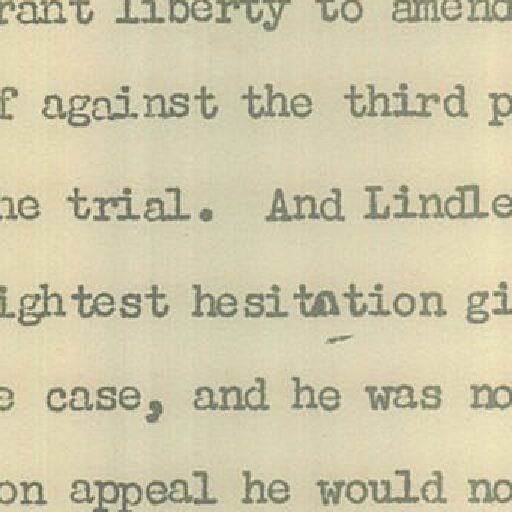 rant liberty to amend
f against the third p
he trial. And Lindle
ightest hesitation gi
e case, and he was no
on appeal he would no